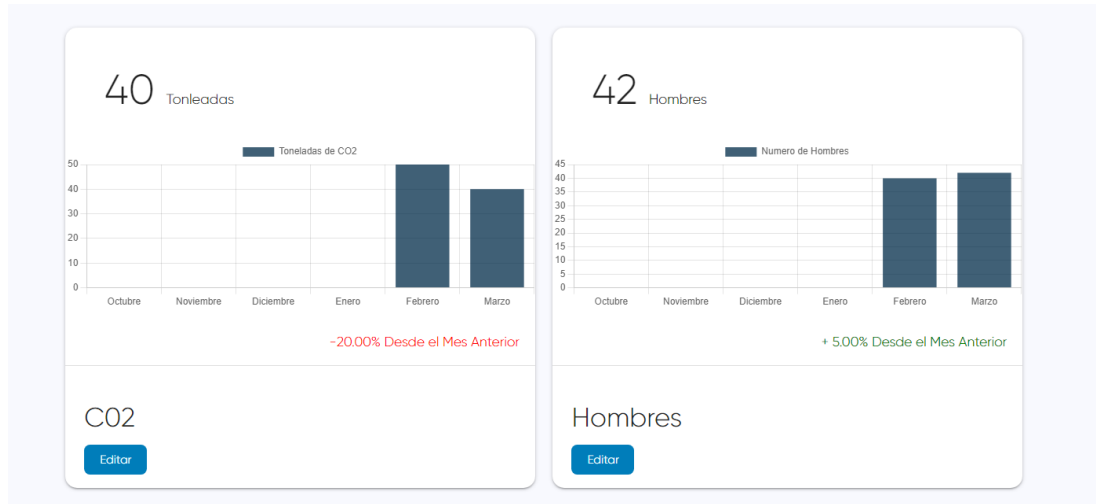 40 Tonleadas
Toneladas de CO2
50
40
30
20
10
0
Octubre Noviembre Diciembre Enero Febrero Marzo
-20.00% Desde el Mes Anterior
C02
Editar
42 Hombres
Numero de Hombres
45
40
35
30
25
20
15
10
5
0
Octubre Noviembre Diciembre Enero Febrero Marzo
+ 5.00% Desde el Mes Anterior
Hombres
Editar